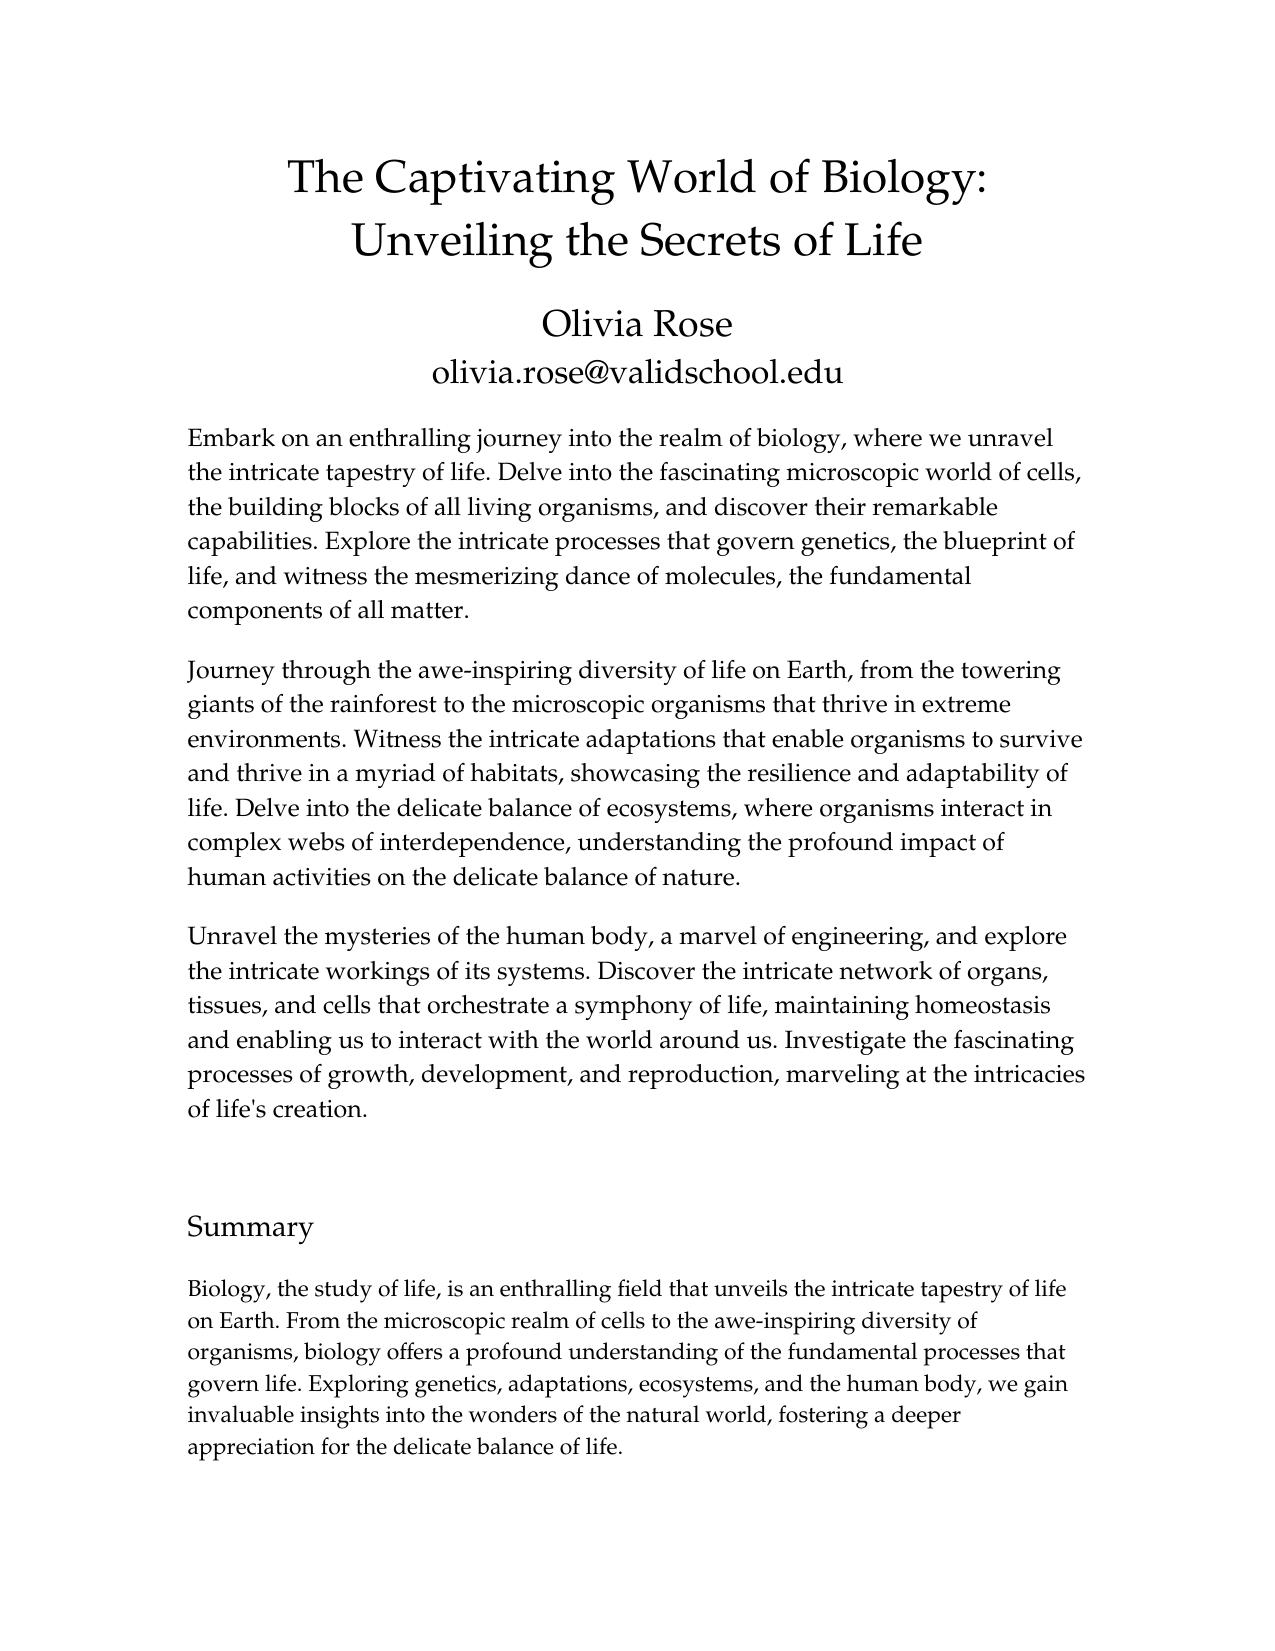 The Captivating World of Biology:
Unveiling the Secrets of Life
Olivia Rose
olivia.rose@validschool.edu
Embark on an enthralling journey into the realm of biology, where we unravel
the intricate tapestry of life. Delve into the fascinating microscopic world of cells,
the building blocks of all living organisms, and discover their remarkable
capabilities. Explore the intricate processes that govern genetics, the blueprint of
life, and witness the mesmerizing dance of molecules, the fundamental
components of all matter.
Journey through the awe-inspiring diversity of life on Earth, from the towering
giants of the rainforest to the microscopic organisms that thrive in extreme
environments. Witness the intricate adaptations that enable organisms to survive
and thrive in a myriad of habitats, showcasing the resilience and adaptability of
life. Delve into the delicate balance of ecosystems, where organisms interact in
complex webs of interdependence, understanding the profound impact of
human activities on the delicate balance of nature.
Unravel the mysteries of the human body, a marvel of engineering, and explore
the intricate workings of its systems. Discover the intricate network of organs,
tissues, and cells that orchestrate a symphony of life, maintaining homeostasis
and enabling us to interact with the world around us. Investigate the fascinating
processes of growth, development, and reproduction, marveling at the intricacies
of life's creation.
Summary
Biology, the study of life, is an enthralling field that unveils the intricate tapestry of life
on Earth. From the microscopic realm of cells to the awe-inspiring diversity of
organisms, biology offers a profound understanding of the fundamental processes that
govern life. Exploring genetics, adaptations, ecosystems, and the human body, we gain
invaluable insights into the wonders of the natural world, fostering a deeper
appreciation for the delicate balance of life.